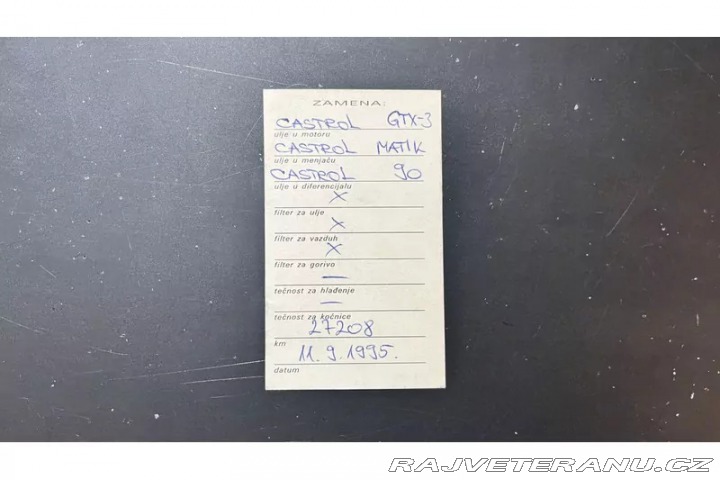 ZAMENA:
CASTROL GTX-3
ulje u motoru
CASTROL MATIK
ulje u menjaču
CASTROL 90
ulje u diferencijalu
X
filter za ulje
X
filter za vazduh
X
filter za gorivo
—
tečnost za hlađenje
—
tečnost za kočnice
27208
km
11. 9. 1995.
datum
RAJVETERANU.CZ